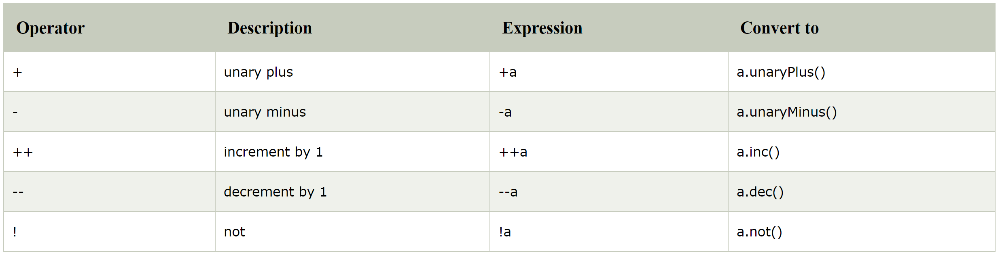 Operator Description Expression Convert to
+ unary plus +a a.unaryPlus()
- unary minus -a a.unaryMinus()
++ increment by 1 ++a a.inc()
-- decrement by 1 --a a.dec()
! not !a a.not()